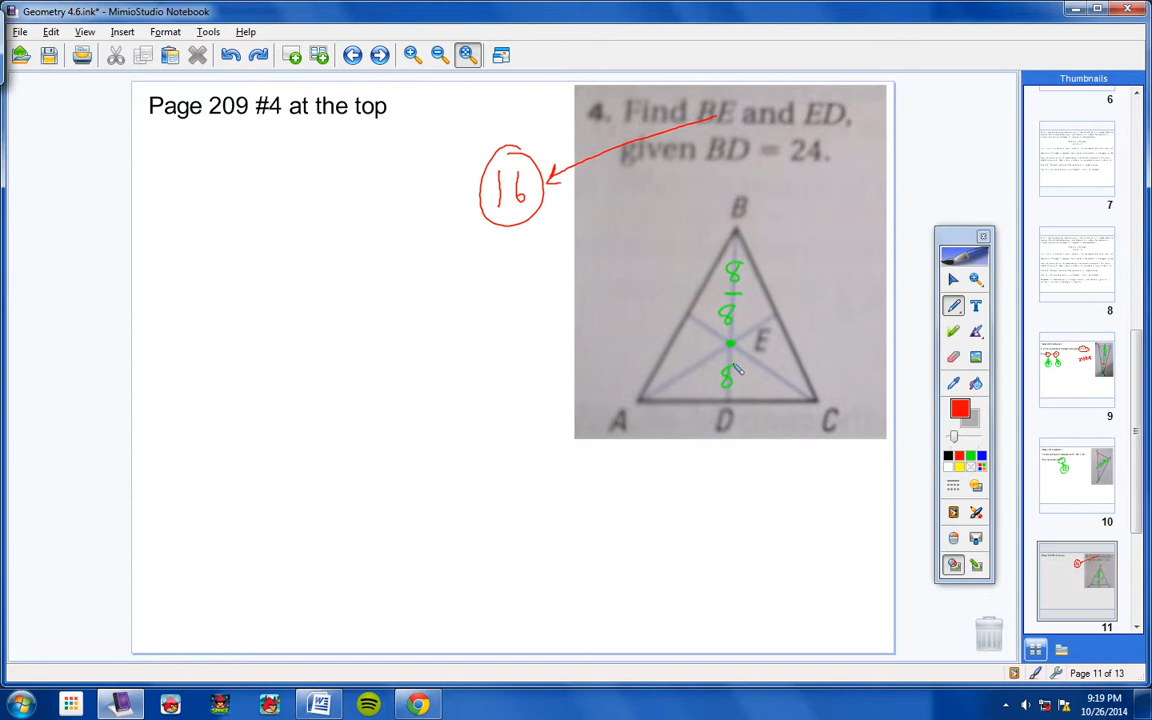 Geometry 4.6.ink* - MimioStudio Notebook
File Edit View Insert Format Tools Help
Page 209 #4 at the top
4. Find BE and ED,
given BD = 24.
16
B
8
8
E
8
A D C
Thumbnails
6
7
8
9
10
11
T
Page 11 of 13
9:19 PM
10/26/2014